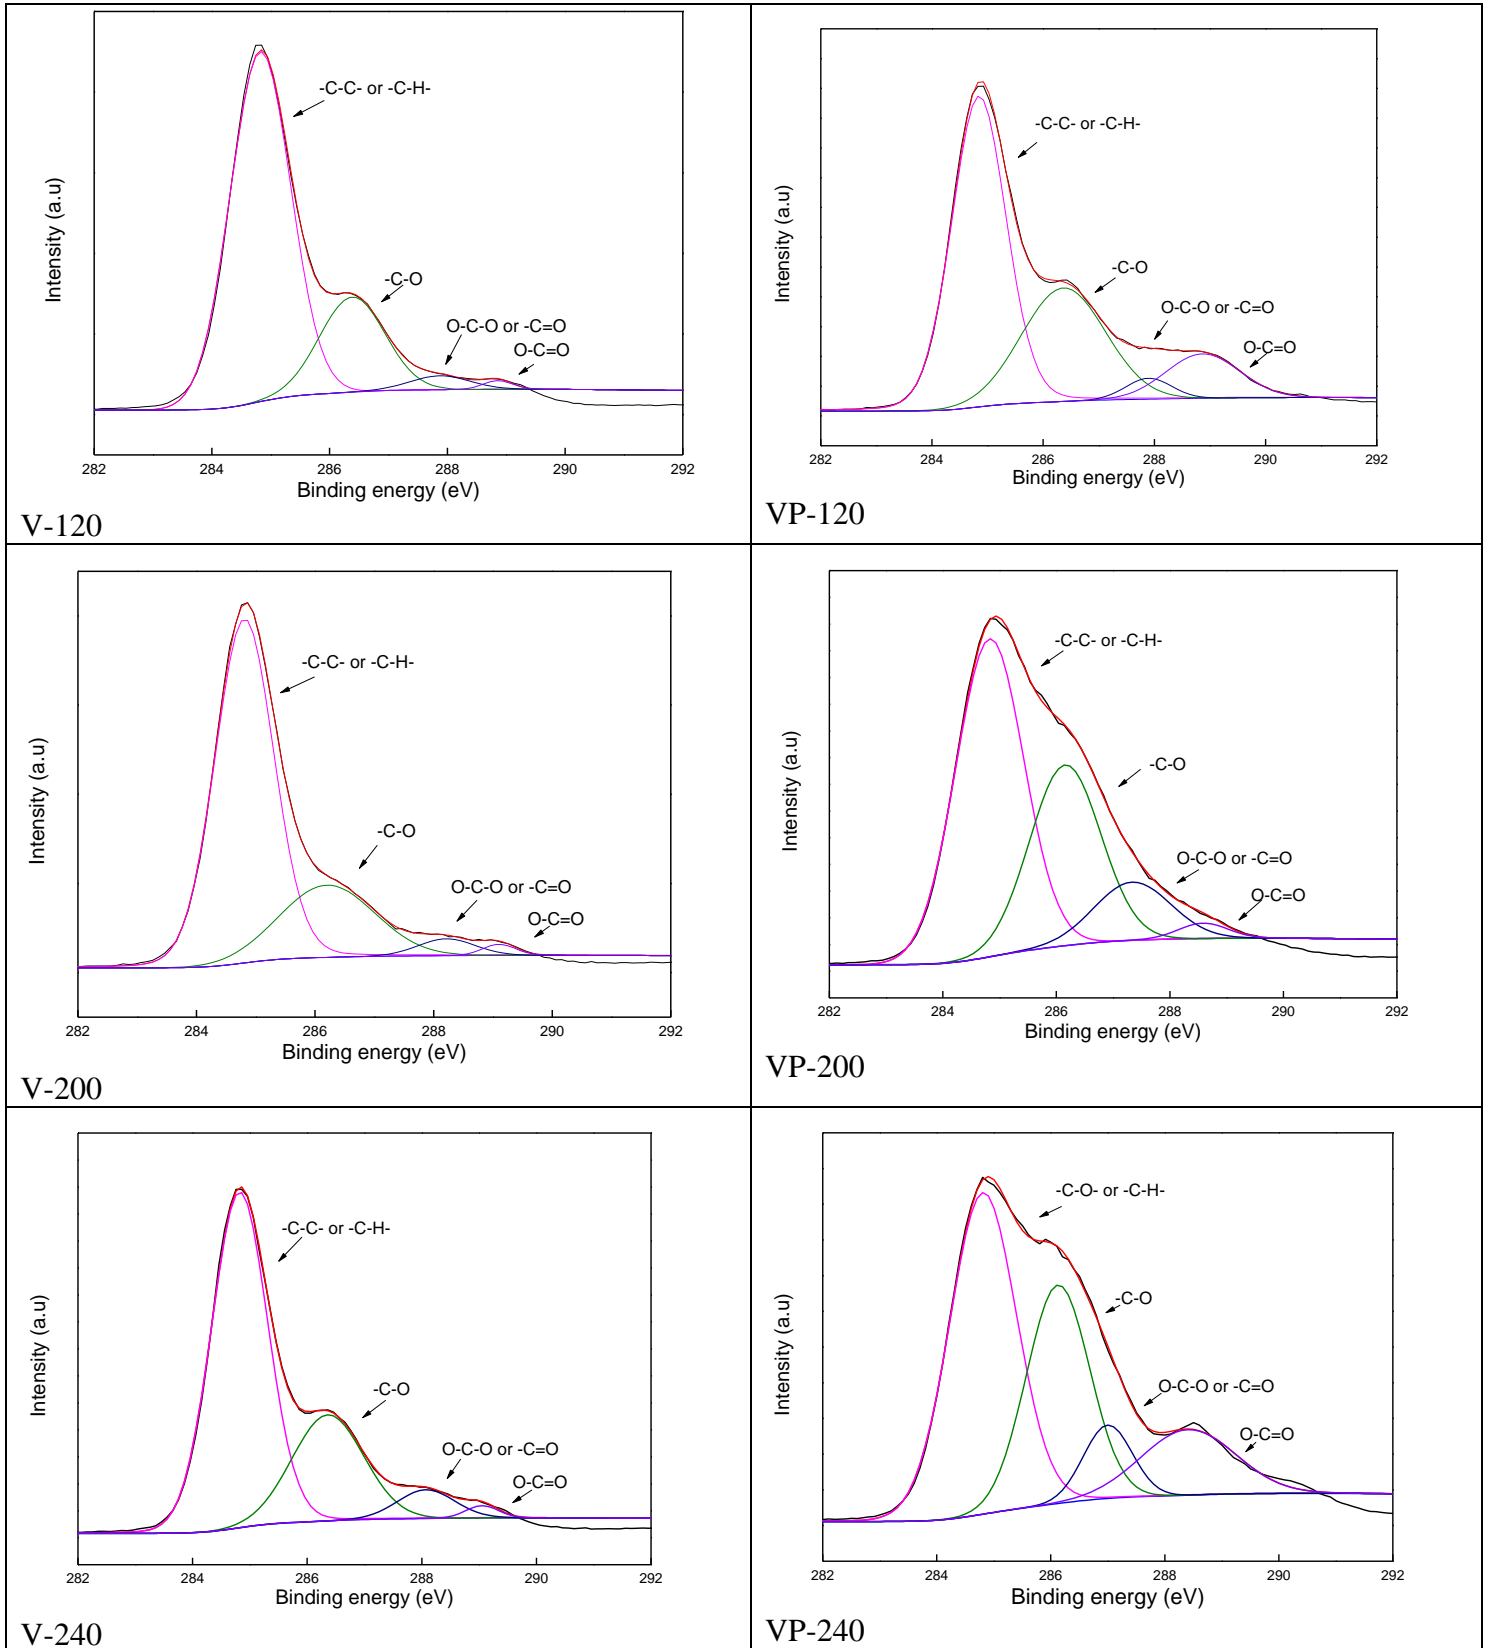 -C-C- or -C-H-
-C-O
O-C-O or -C=O
O-C=O
Intensity (a.u)
282 284 286 288 290 292
Binding energy (eV)
V-120
-C-C- or -C-H-
-C-O
O-C-O or -C=O
O-C=O
Intensity (a.u)
282 284 286 288 290 292
Binding energy (eV)
VP-120
-C-C- or -C-H-
-C-O
O-C-O or -C=O
O-C=O
Intensity (a.u)
282 284 286 288 290 292
Binding energy (eV)
V-200
-C-C- or -C-H-
-C-O
O-C-O or -C=O
O-C=O
Intensity (a.u)
282 284 286 288 290 292
Binding energy (eV)
VP-200
-C-C- or -C-H-
-C-O
O-C-O or -C=O
O-C=O
Intensity (a.u)
282 284 286 288 290 292
Binding energy (eV)
V-240
-C-O- or -C-H-
-C-O
O-C-O or -C=O
O-C=O
Intensity (a.u)
282 284 286 288 290 292
Binding energy (eV)
VP-240